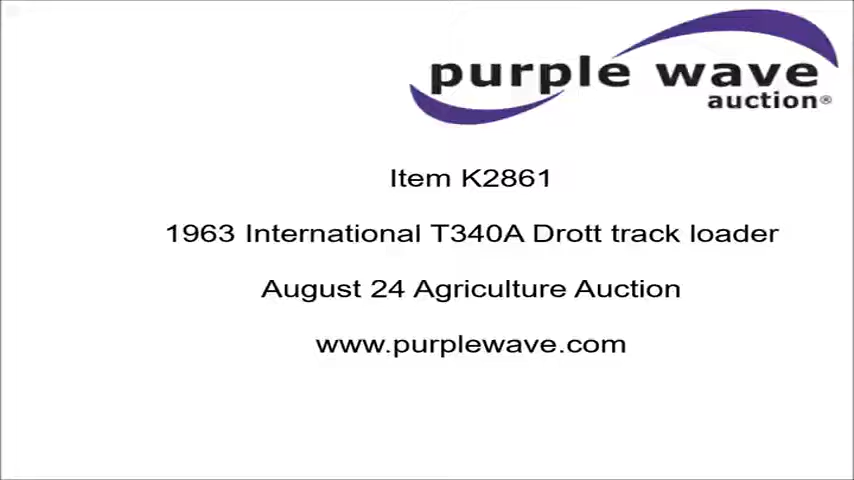 purple wave
auction®
Item K2861
1963 International T340A Drott track loader
August 24 Agriculture Auction
www.purplewave.com